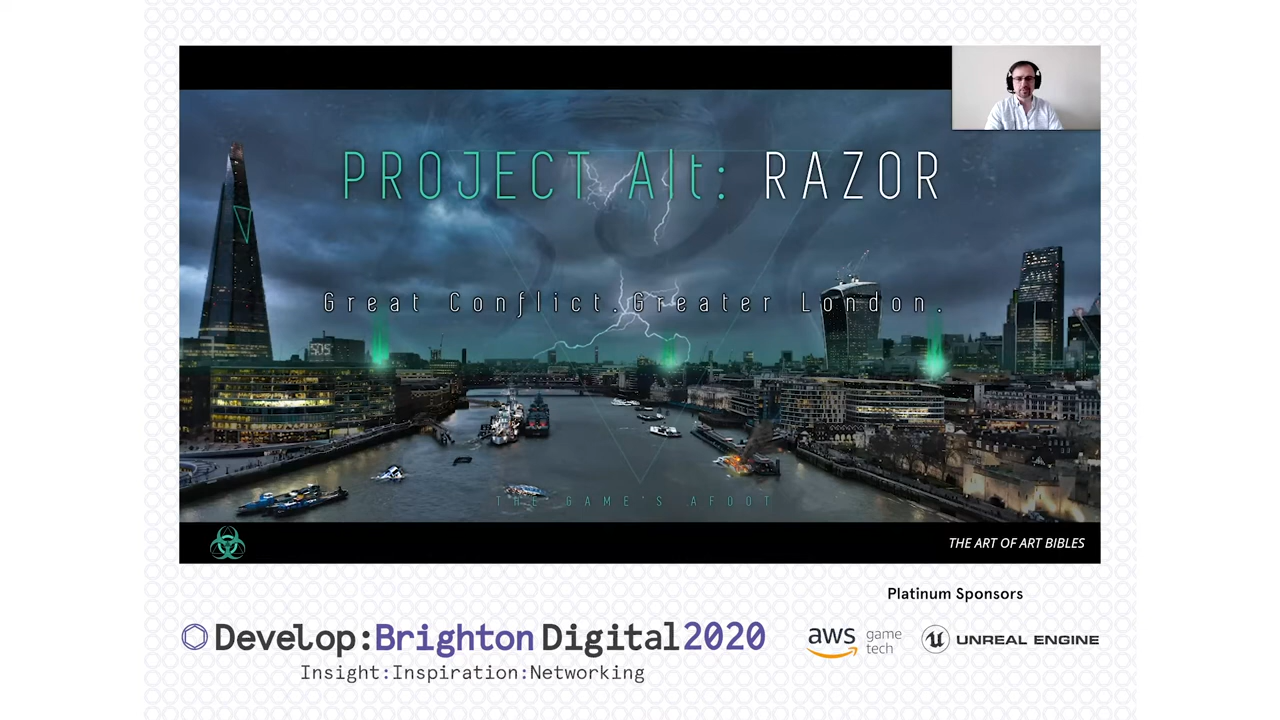 PROJECT Alt: RAZOR
Great Conflict. Greater London.
505
THE GAME'S AFOOT
THE ART OF ART BIBLES
Platinum Sponsors
Develop:Brighton Digital 2020
Insight:Inspiration:Networking
aws game tech
UNREAL ENGINE